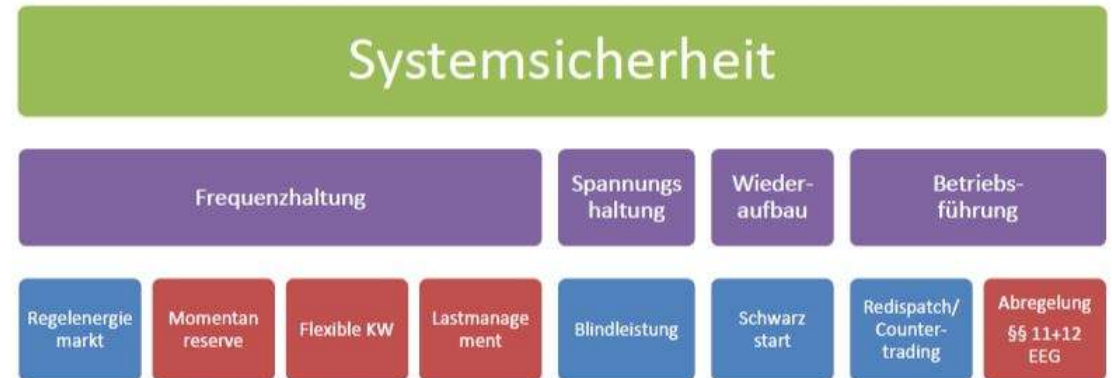 Systemsicherheit
Frequenzhaltung
Spannungs
haltung
Wieder-
aufbau
Betriebs-
führung
Regelenergie
markt
Momentan
reserve
Flexible KW
Lastmanage
ment
Blindleistung
Schwarz
start
Redispatch/
Counter-
trading
Abregelung
§§ 11+12
EEG